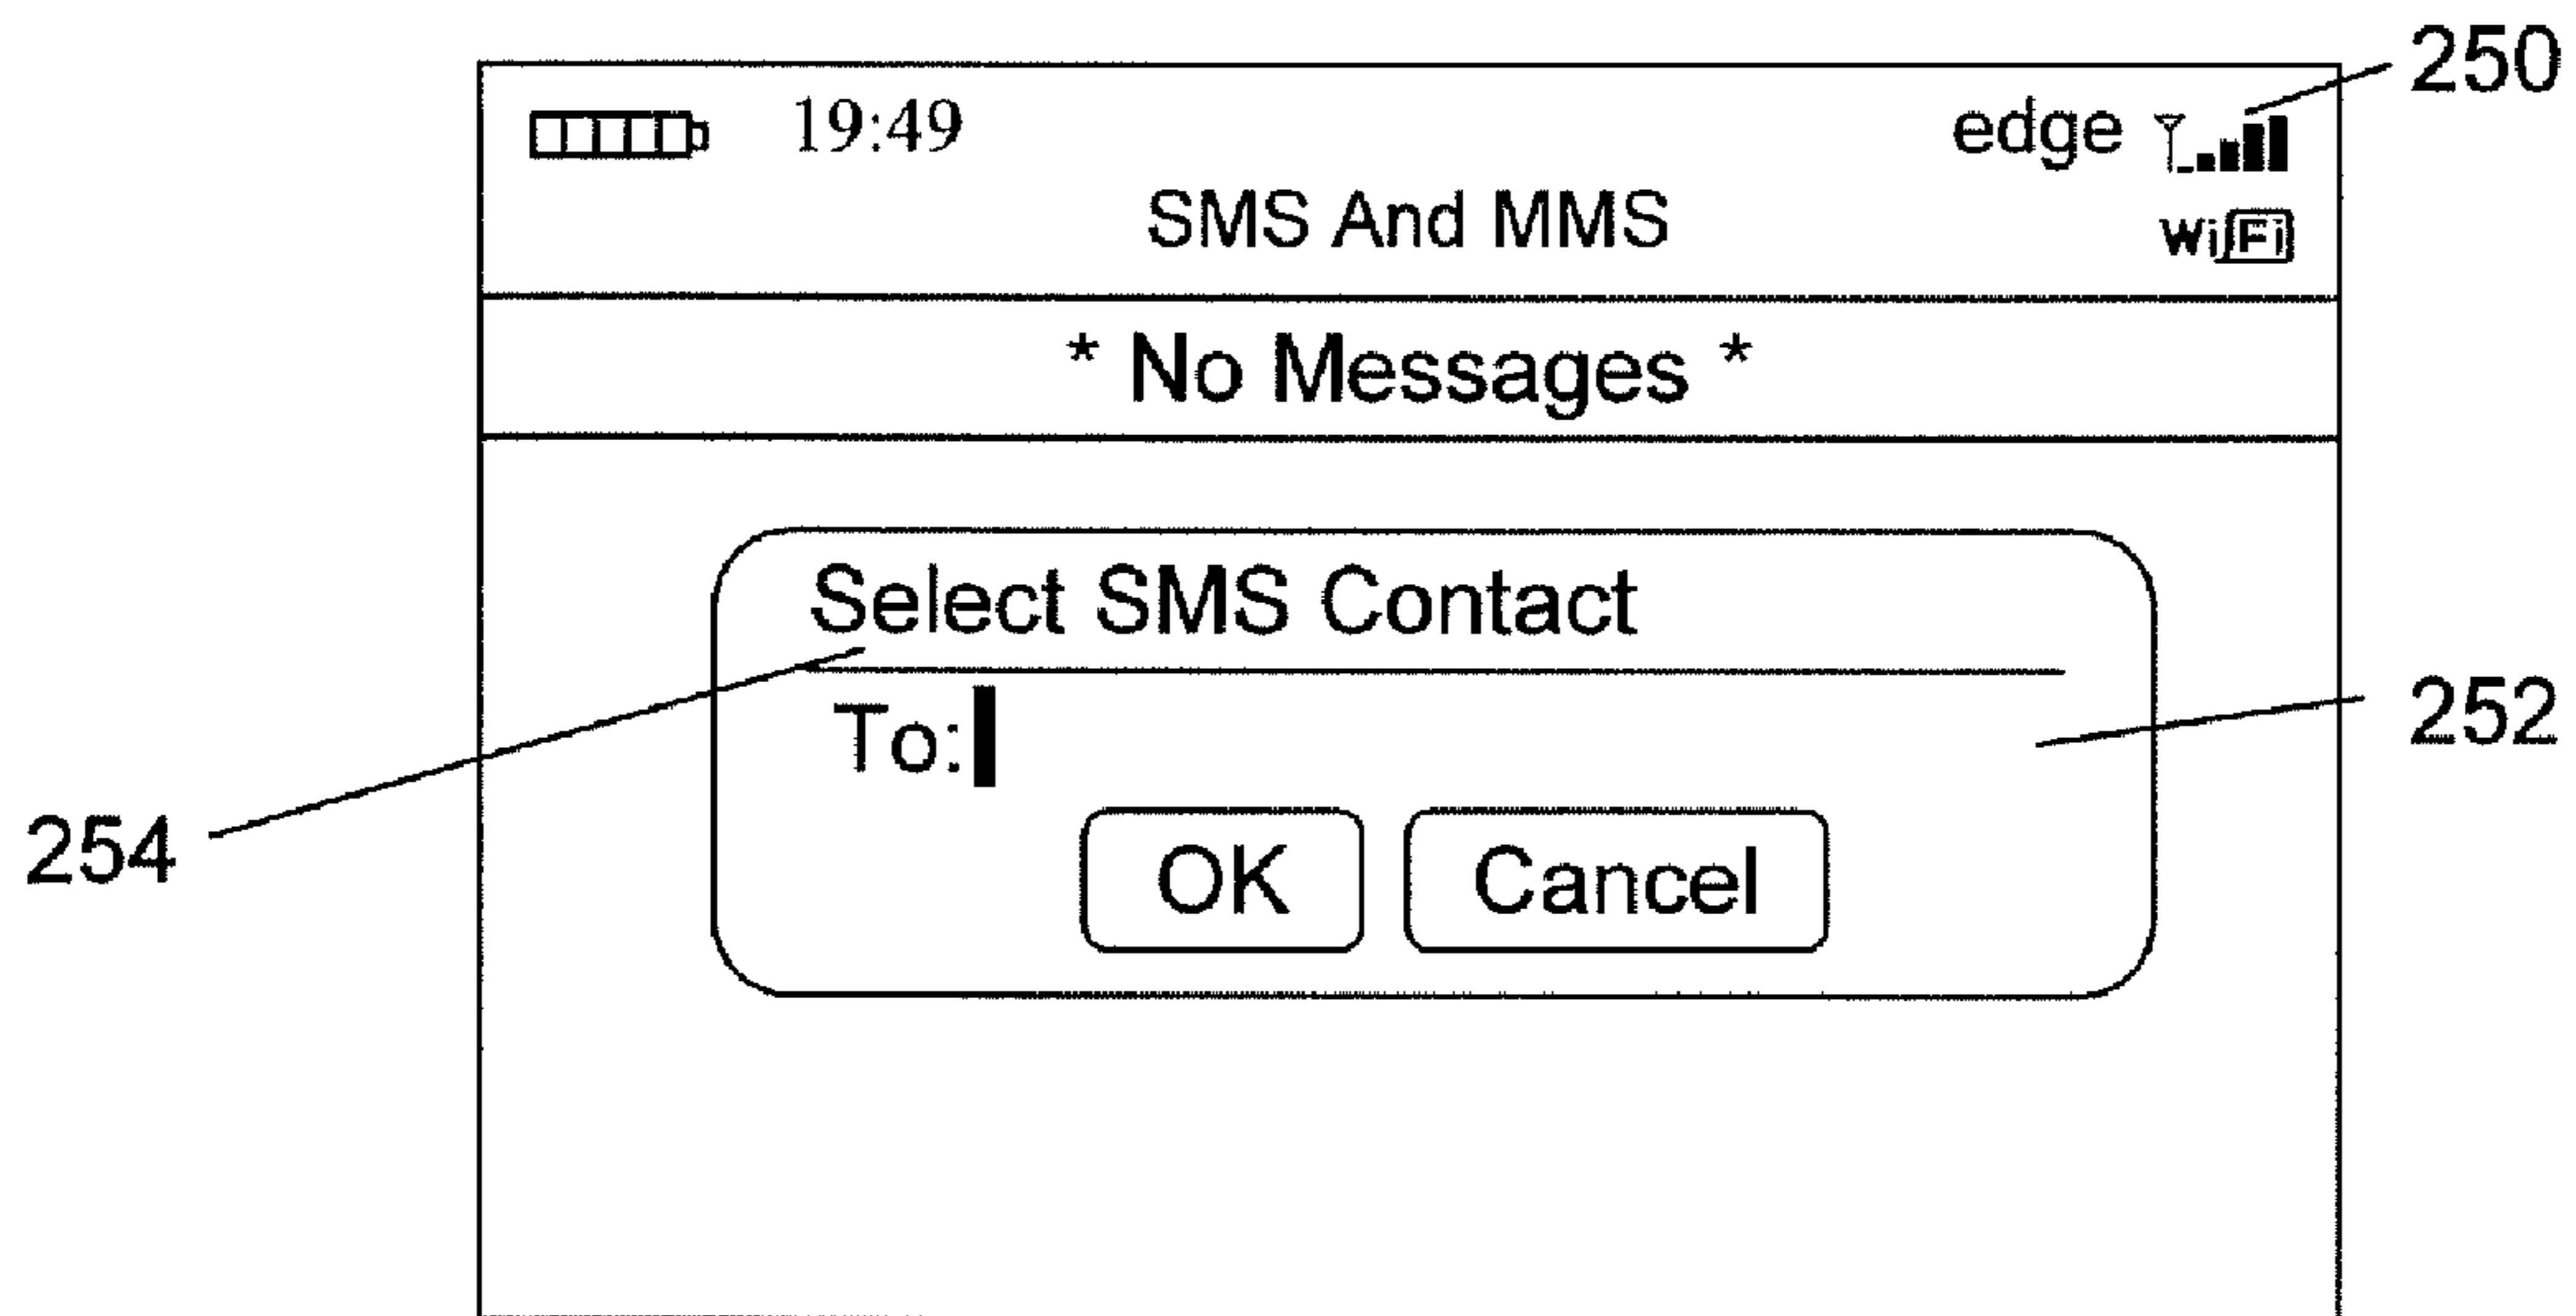 250
19:49 edge
SMS And MMS
WiFi
* No Messages *
Select SMS Contact
To:
252
254
OK Cancel